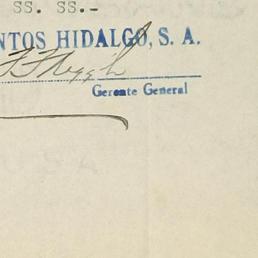 SS. SS.-
NTOS HIDALGO, S. A.
Gerente General